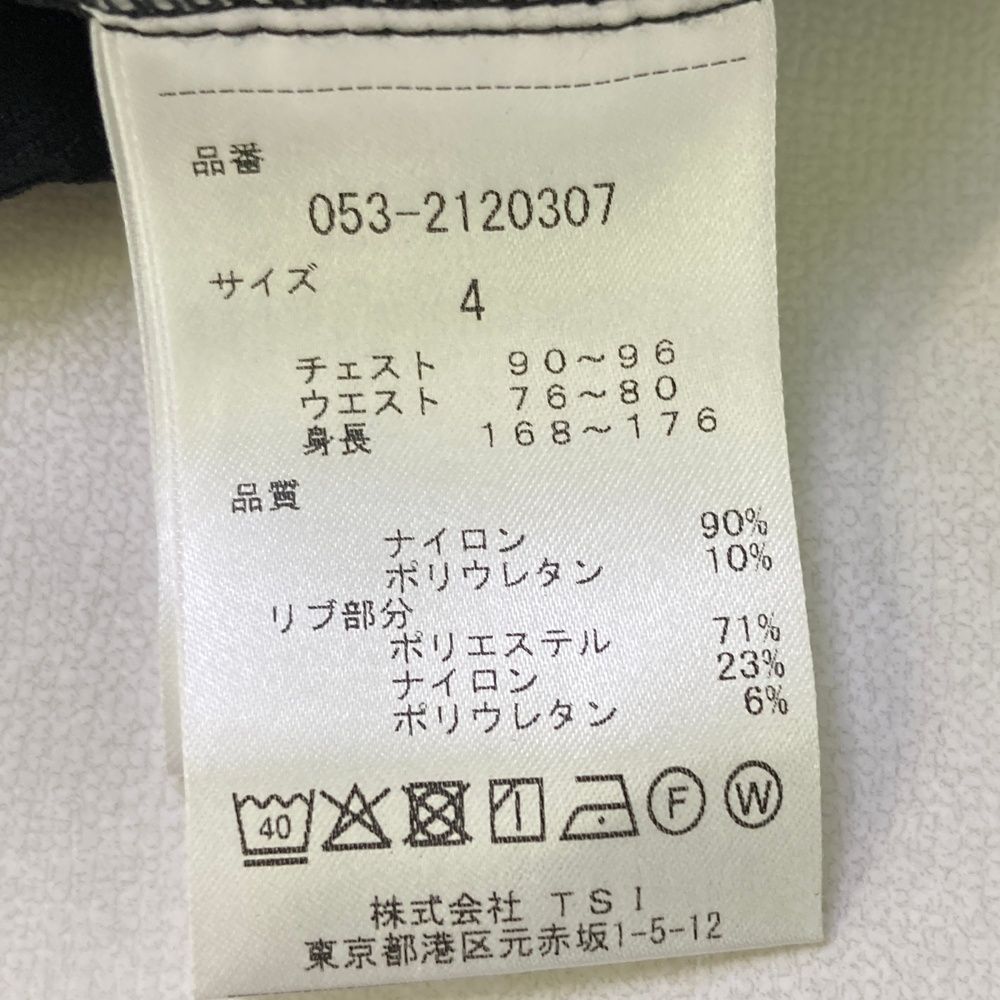 品番
053-2120307
サイズ 4
チェスト 90～96
ウエスト 76～80
身長 168～176
品質
ナイロン 90%
ポリウレタン 10%
リブ部分
ポリエステル 71%
ナイロン 23%
ポリウレタン 6%
40 F W
株式会社 TSI
東京都港区元赤坂1-5-12